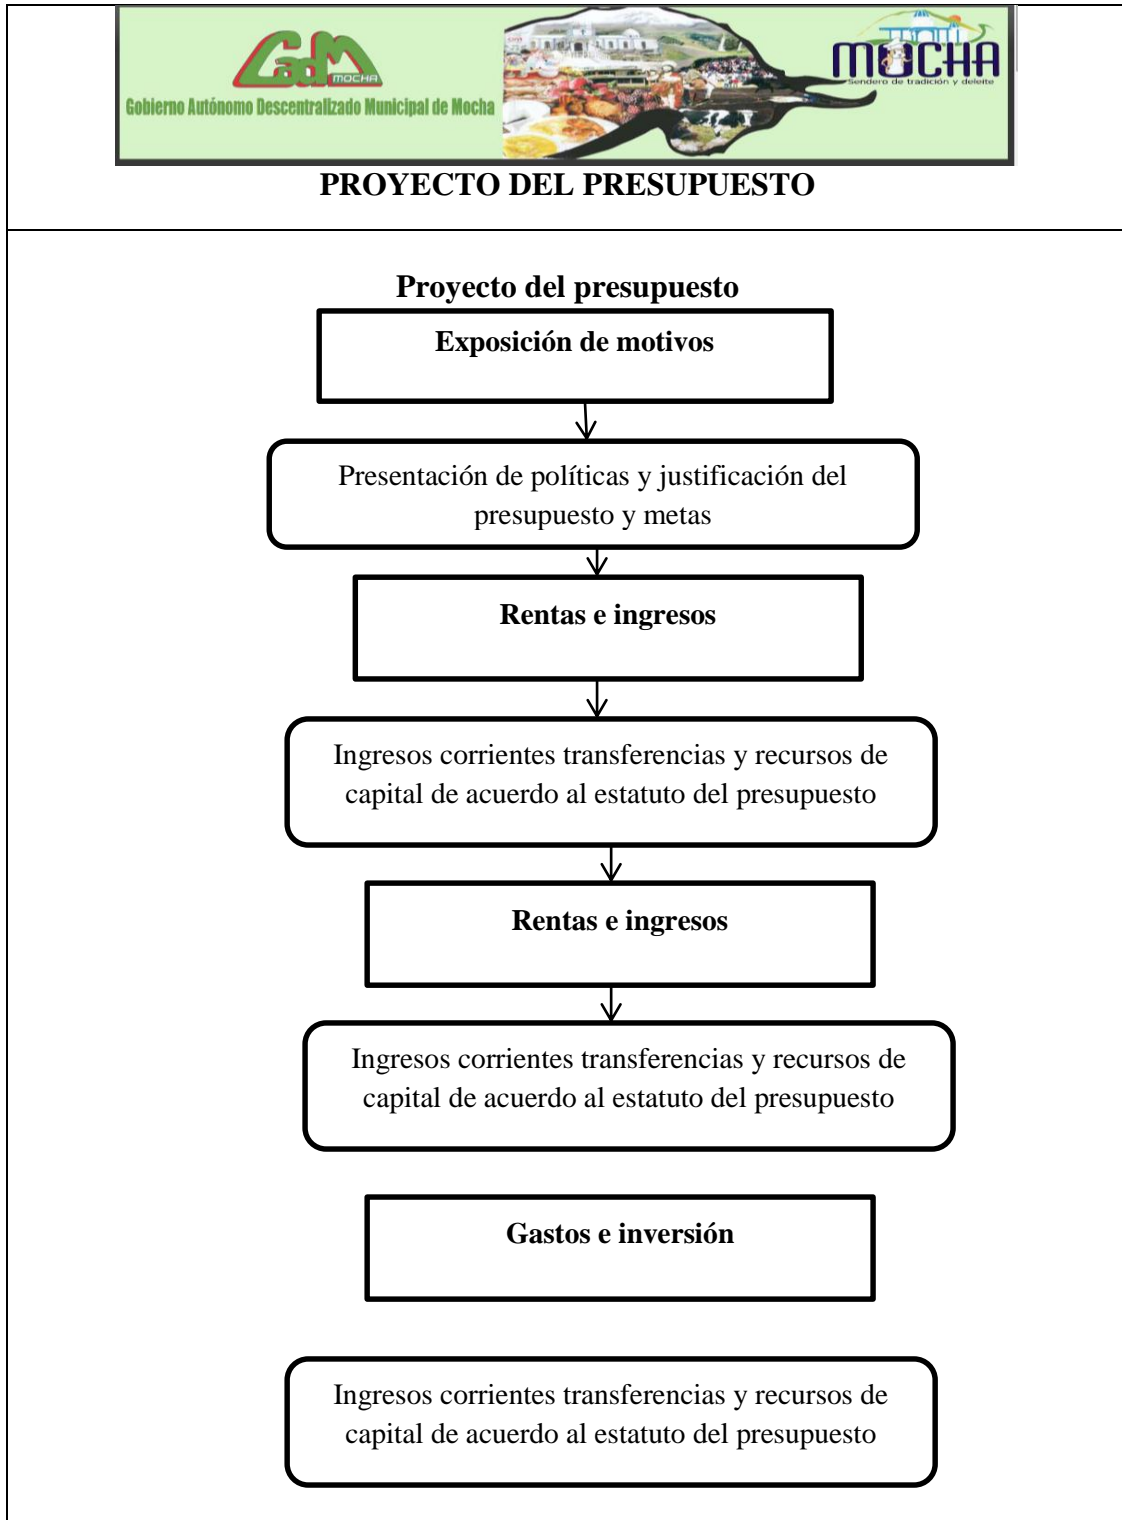 GadM
MOCHA
Gobierno Autónomo Descentralizado Municipal de Mocha
MOCHA
Sendero de tradición y deleite
PROYECTO DEL PRESUPUESTO
Proyecto del presupuesto
Exposición de motivos
Presentación de políticas y justificación del
presupuesto y metas
Rentas e ingresos
Ingresos corrientes transferencias y recursos de
capital de acuerdo al estatuto del presupuesto
Rentas e ingresos
Ingresos corrientes transferencias y recursos de
capital de acuerdo al estatuto del presupuesto
Gastos e inversión
Ingresos corrientes transferencias y recursos de
capital de acuerdo al estatuto del presupuesto